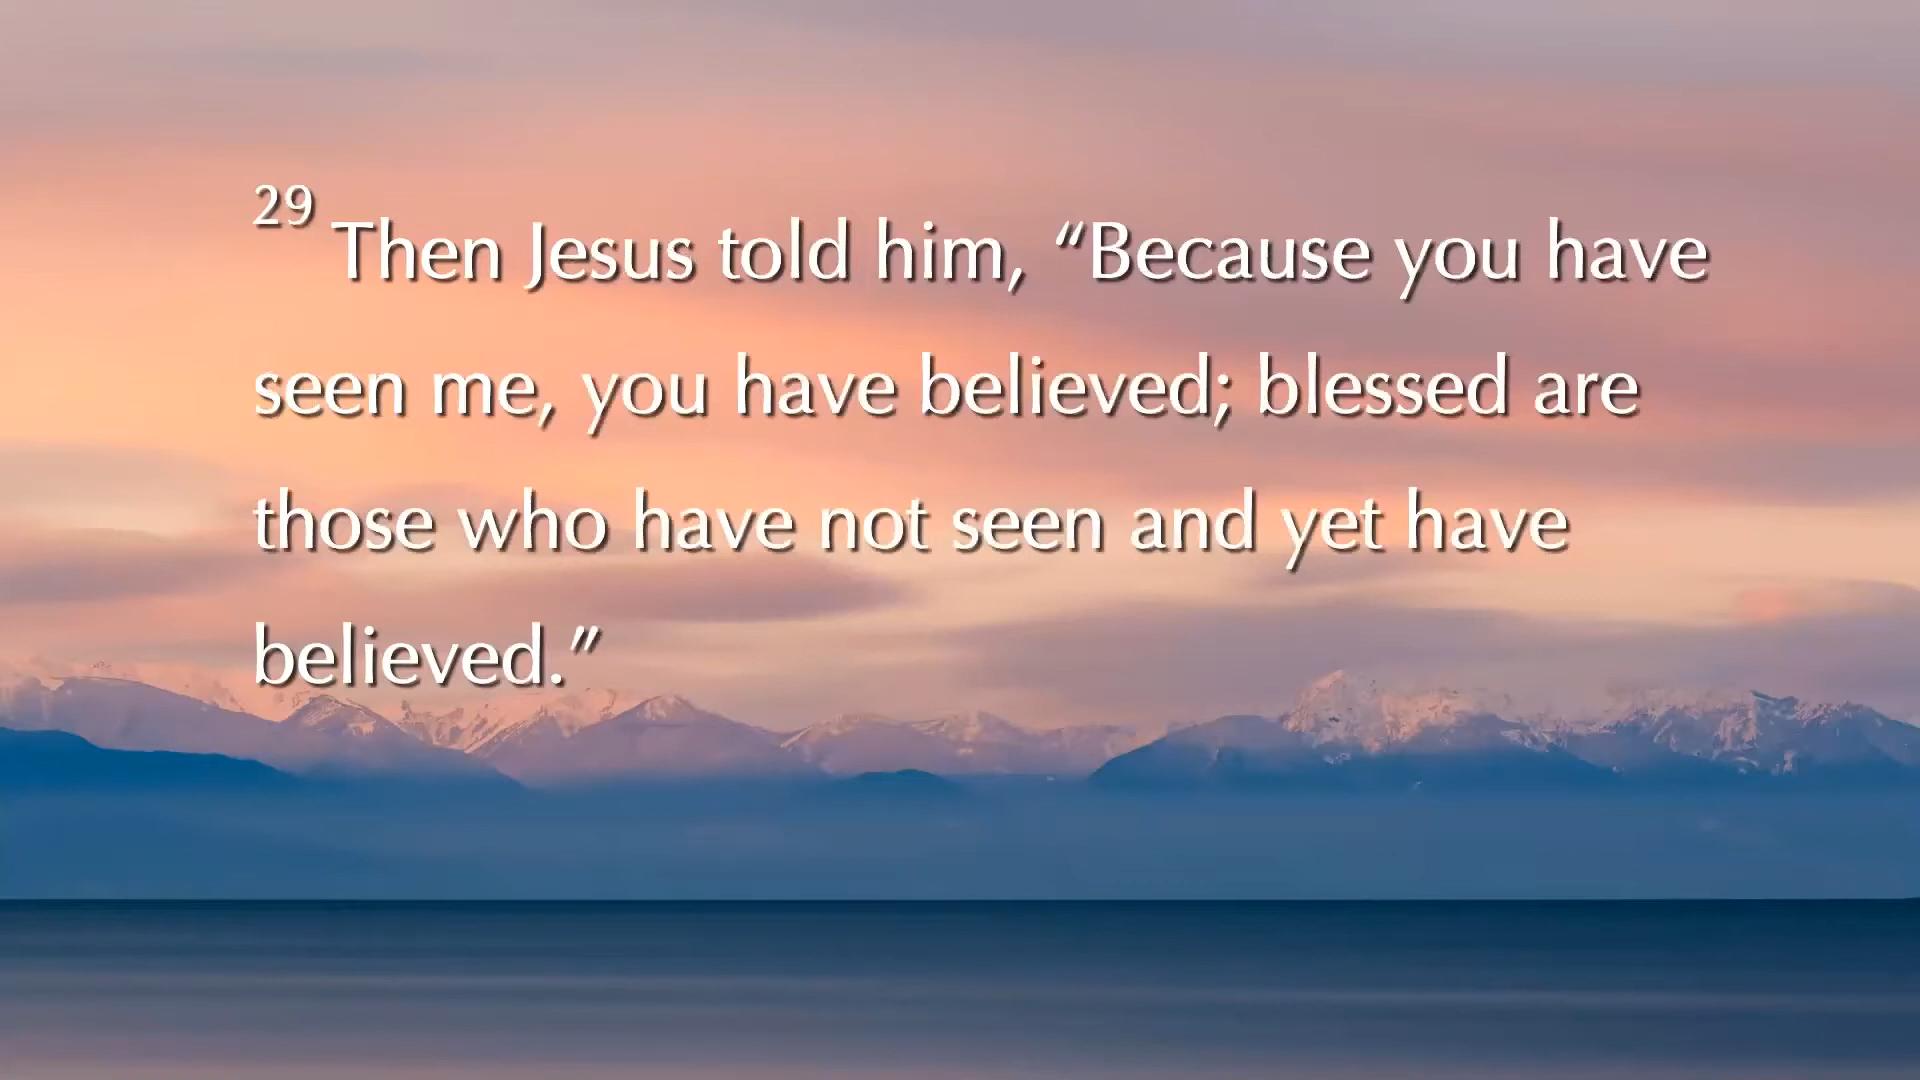 29 Then Jesus told him, “Because you have
seen me, you have believed; blessed are
those who have not seen and yet have
believed.”